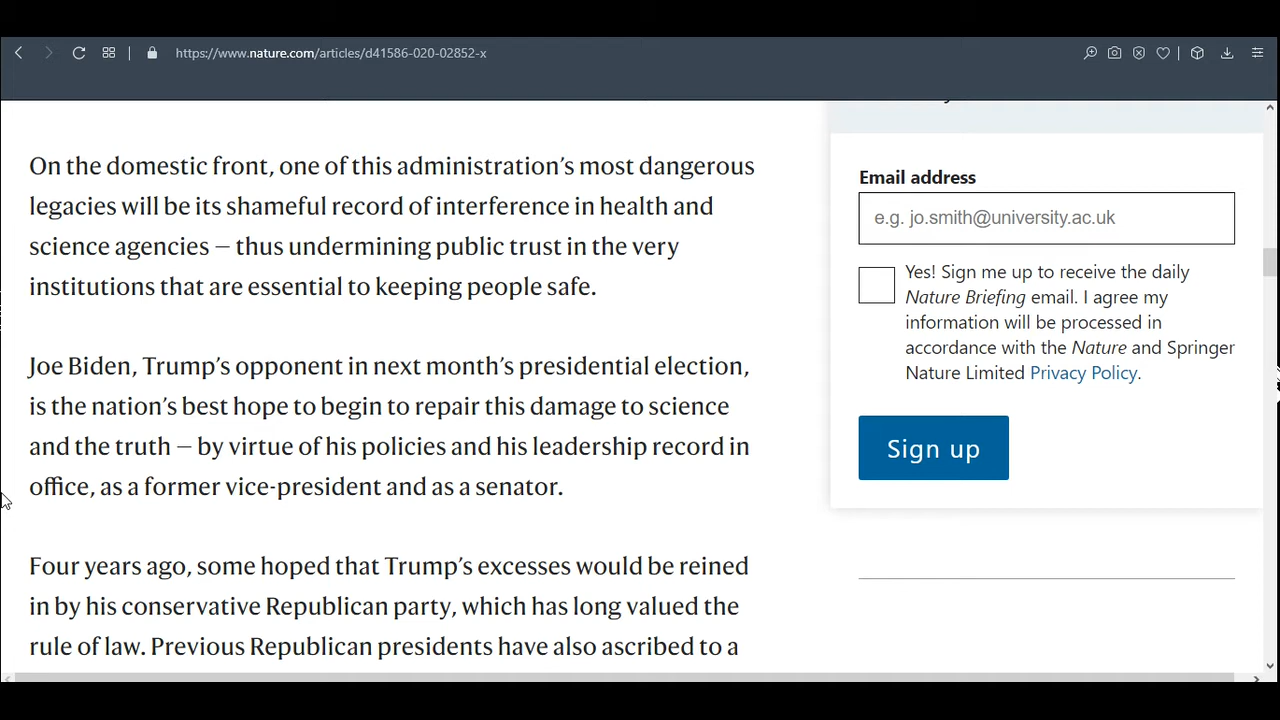 https://www.nature.com/articles/d41586-020-02852-x
On the domestic front, one of this administration's most dangerous
legacies will be its shameful record of interference in health and
science agencies — thus undermining public trust in the very
institutions that are essential to keeping people safe.
Joe Biden, Trump's opponent in next month's presidential election,
is the nation's best hope to begin to repair this damage to science
and the truth — by virtue of his policies and his leadership record in
office, as a former vice-president and as a senator.
Four years ago, some hoped that Trump's excesses would be reined
in by his conservative Republican party, which has long valued the
rule of law. Previous Republican presidents have also ascribed to a
Email address
e.g. jo.smith@university.ac.uk
Yes! Sign me up to receive the daily
Nature Briefing email. I agree my
information will be processed in
accordance with the Nature and Springer
Nature Limited Privacy Policy.
Sign up